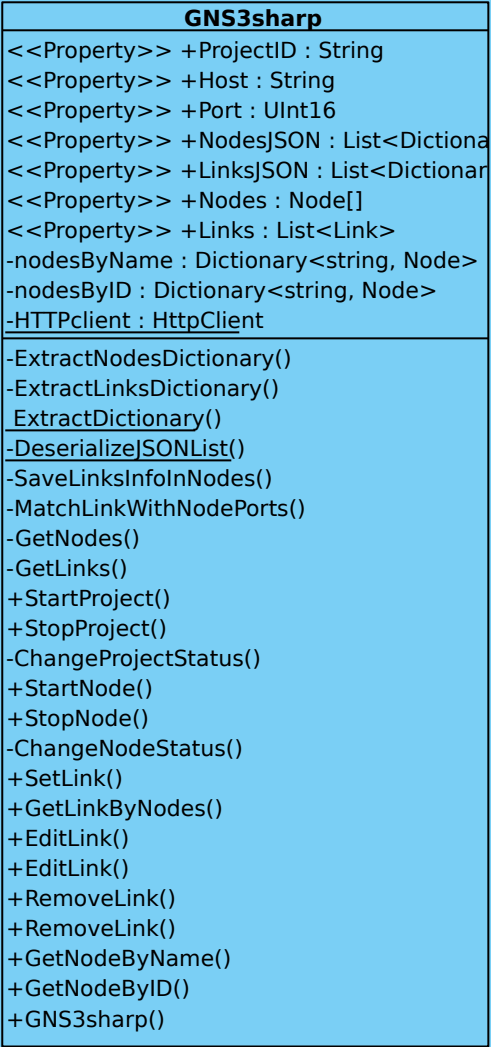 GNS3sharp
<<Property>> +ProjectID : String
<<Property>> +Host : String
<<Property>> +Port : UInt16
<<Property>> +NodesJSON : List<Dictiona
<<Property>> +LinksJSON : List<Dictionar
<<Property>> +Nodes : Node[]
<<Property>> +Links : List<Link>
-nodesByName : Dictionary<string, Node>
-nodesByID : Dictionary<string, Node>
-HTTPclient : HttpClient
-ExtractNodesDictionary()
-ExtractLinksDictionary()
ExtractDictionary()
-DeserializeJSONList()
-SaveLinksInfoInNodes()
-MatchLinkWithNodePorts()
-GetNodes()
-GetLinks()
+StartProject()
+StopProject()
-ChangeProjectStatus()
+StartNode()
+StopNode()
-ChangeNodeStatus()
+SetLink()
+GetLinkByNodes()
+EditLink()
+EditLink()
+RemoveLink()
+RemoveLink()
+GetNodeByName()
+GetNodeByID()
+GNS3sharp()